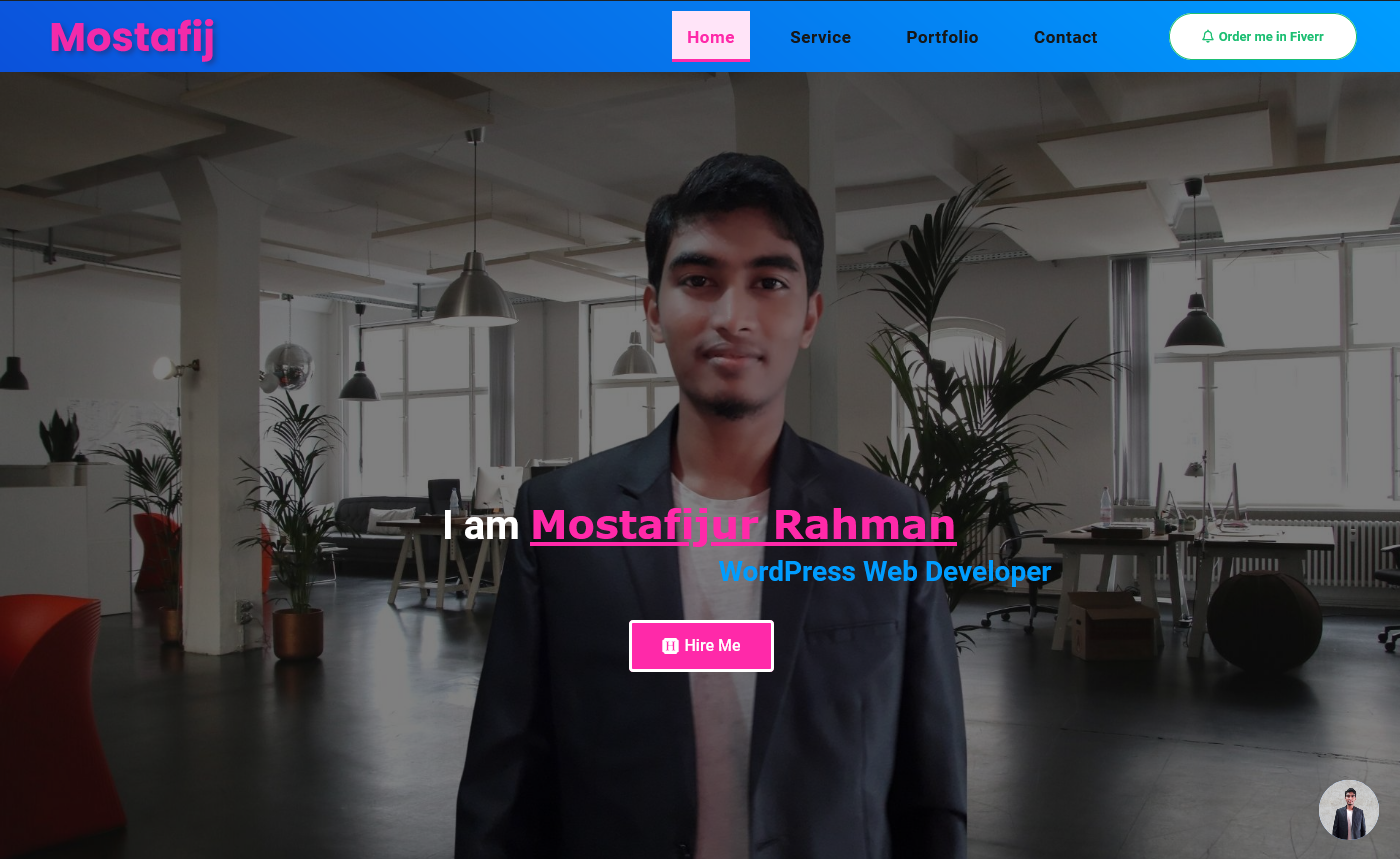 Mostafij
Home
Service
Portfolio
Contact
Order me in Fiverr
I am Mostafijur Rahman
WordPress Web Developer
H Hire Me